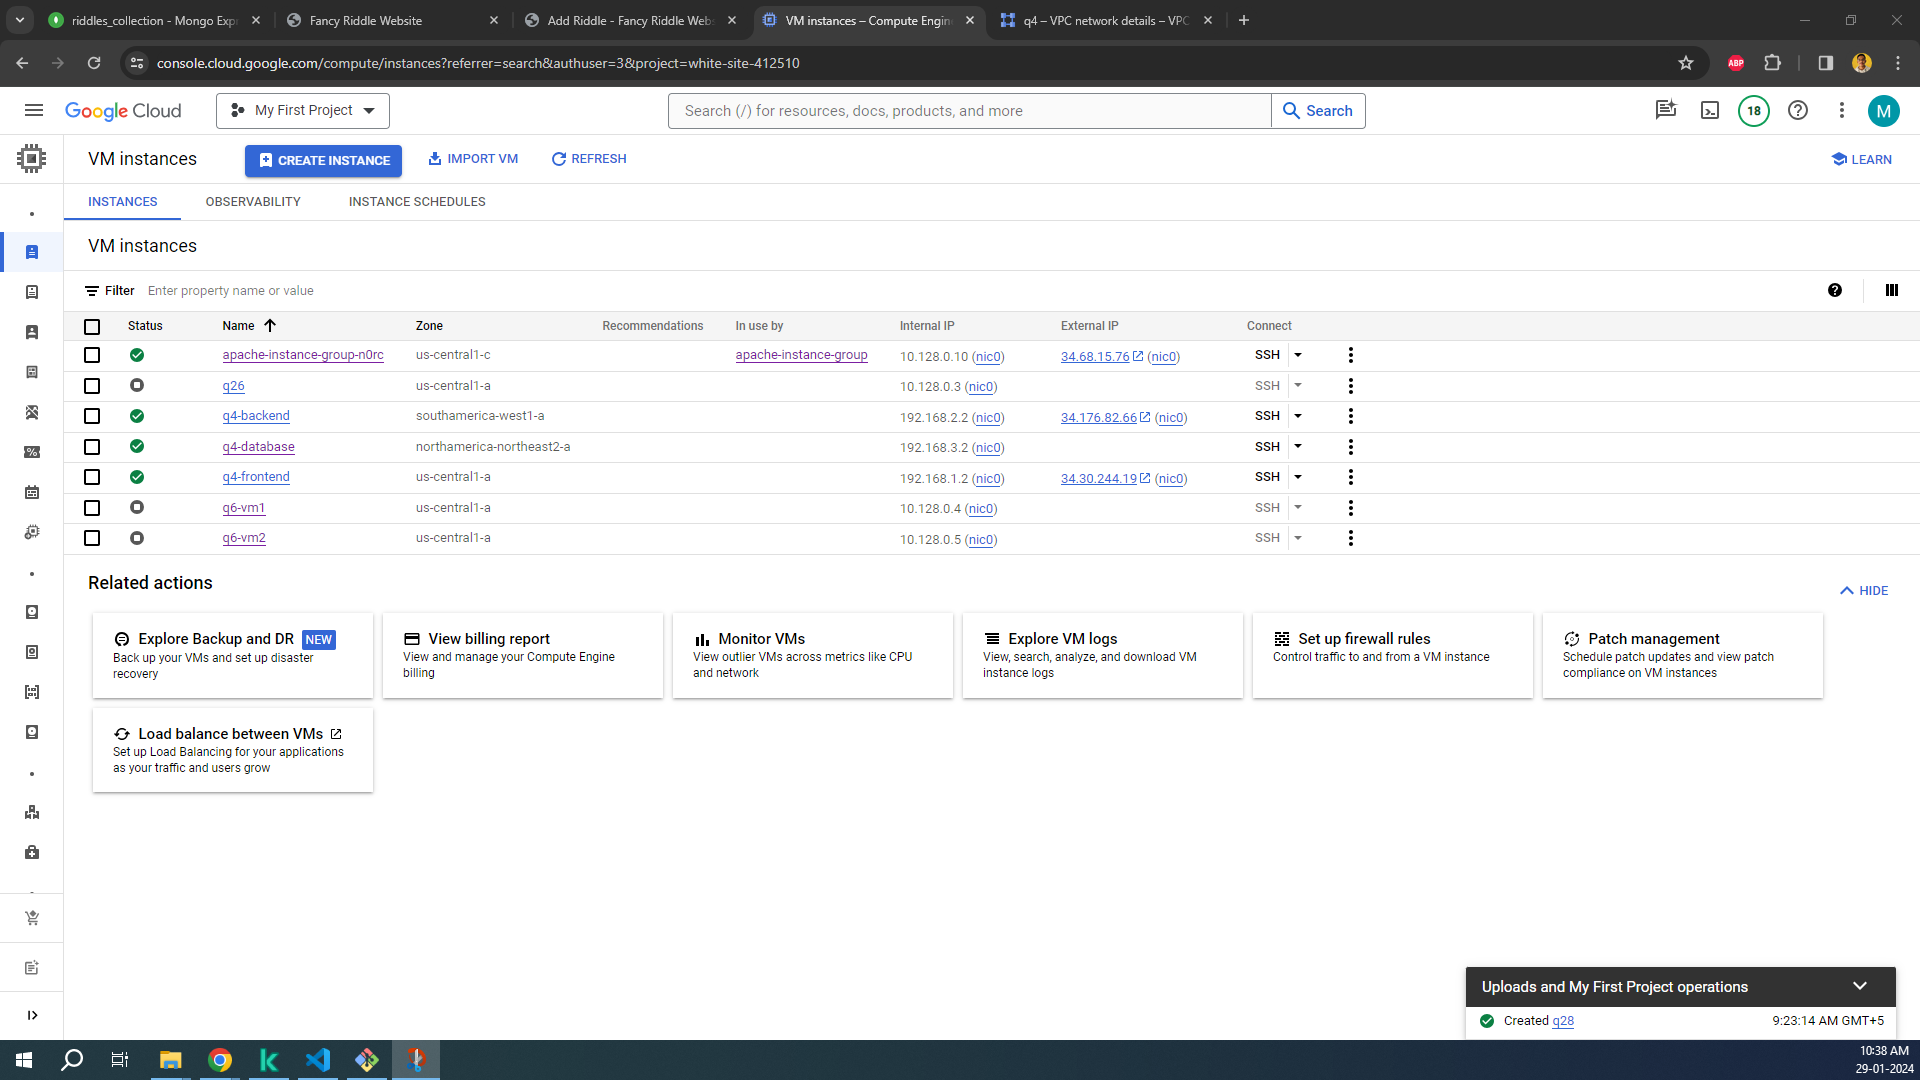 riddles_collection - Mongo Expr
Fancy Riddle Website
Add Riddle - Fancy Riddle Webs
VM instances – Compute Engin
q4 – VPC network details – VPC
console.cloud.google.com/compute/instances?referrer=search&authuser=3&project=white-site-412510
ABP
Google Cloud
My First Project
Search (/) for resources, docs, products, and more
Search
18
M
VM instances
CREATE INSTANCE
IMPORT VM
REFRESH
LEARN
INSTANCES
OBSERVABILITY
INSTANCE SCHEDULES
VM instances
Filter Enter property name or value
Status Name Zone Recommendations In use by Internal IP External IP Connect
apache-instance-group-n0rc us-central1-c apache-instance-group 10.128.0.10 (nic0) 34.68.15.76 (nic0) SSH
q26 us-central1-a 10.128.0.3 (nic0) SSH
q4-backend southamerica-west1-a 192.168.2.2 (nic0) 34.176.82.66 (nic0) SSH
q4-database northamerica-northeast2-a 192.168.3.2 (nic0) SSH
q4-frontend us-central1-a 192.168.1.2 (nic0) 34.30.244.19 (nic0) SSH
q6-vm1 us-central1-a 10.128.0.4 (nic0) SSH
q6-vm2 us-central1-a 10.128.0.5 (nic0) SSH
Related actions
HIDE
Explore Backup and DR NEW
Back up your VMs and set up disaster
recovery
View billing report
View and manage your Compute Engine
billing
Monitor VMs
View outlier VMs across metrics like CPU
and network
Explore VM logs
View, search, analyze, and download VM
instance logs
Set up firewall rules
Control traffic to and from a VM instance
Patch management
Schedule patch updates and view patch
compliance on VM instances
Load balance between VMs
Set up Load Balancing for your applications
as your traffic and users grow
Uploads and My First Project operations
Created q28 9:23:14 AM GMT+5
10:38 AM
29-01-2024